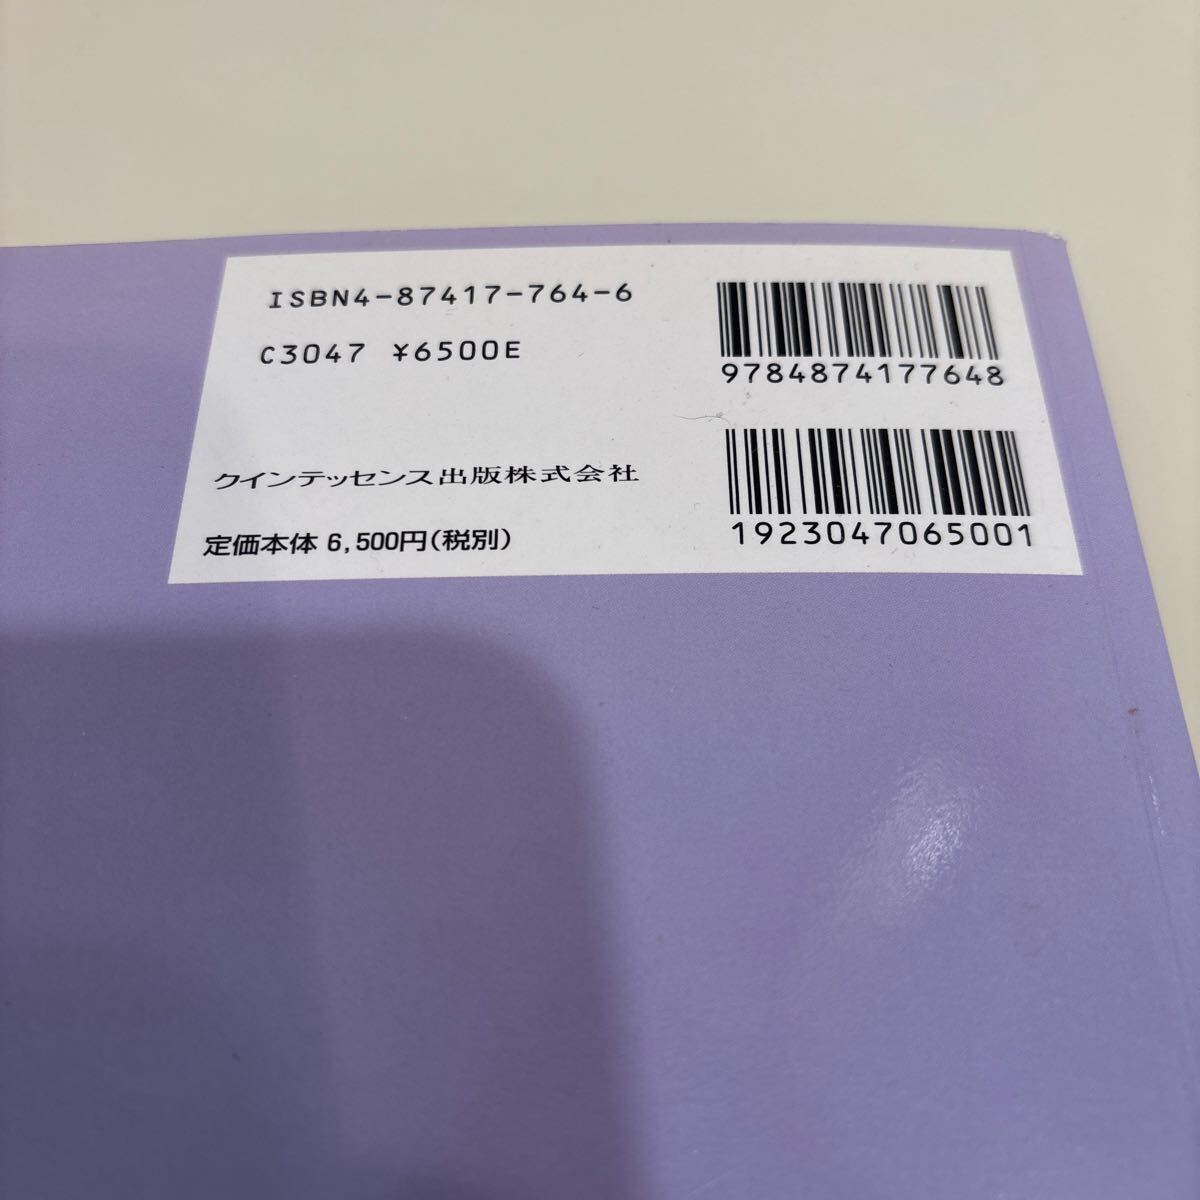 ISBN4-87417-764-6
C3047 ¥6500E
クインテッセンス出版株式会社
定価本体 6,500円(税別)
9784874177648
1923047065001